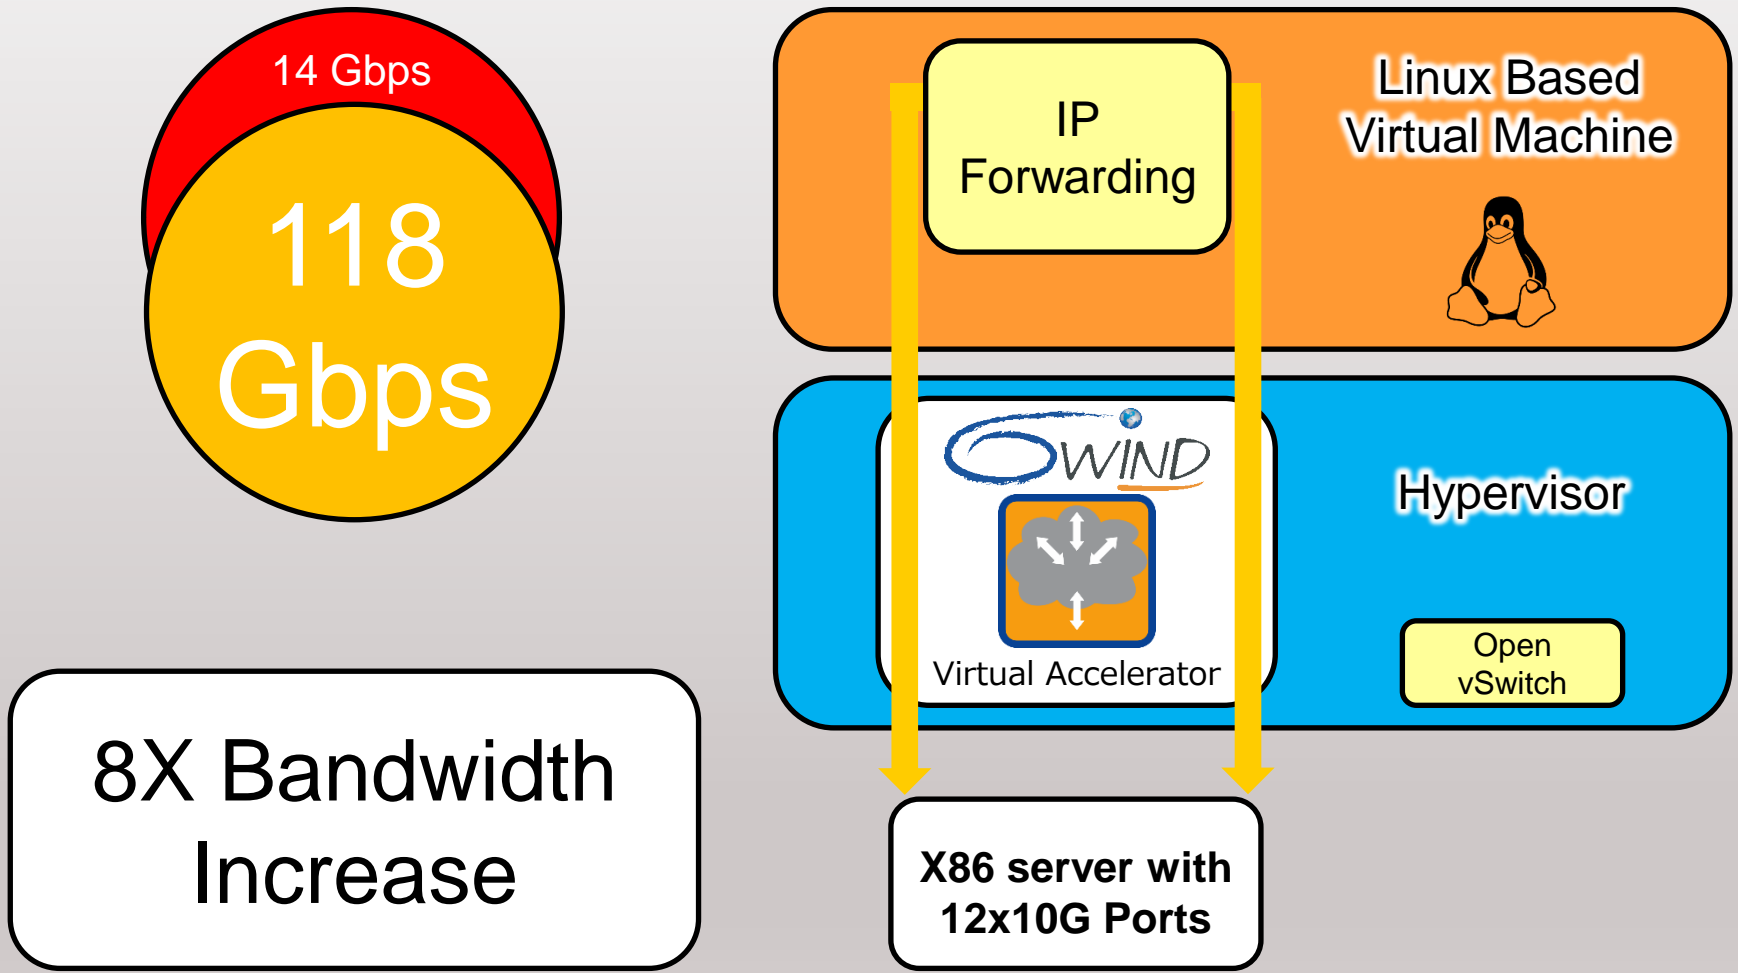 14 Gbps
118
Gbps
8X Bandwidth
Increase
IP
Forwarding
Linux Based
Virtual Machine
6WIND
Virtual Accelerator
Hypervisor
Open
vSwitch
X86 server with
12x10G Ports